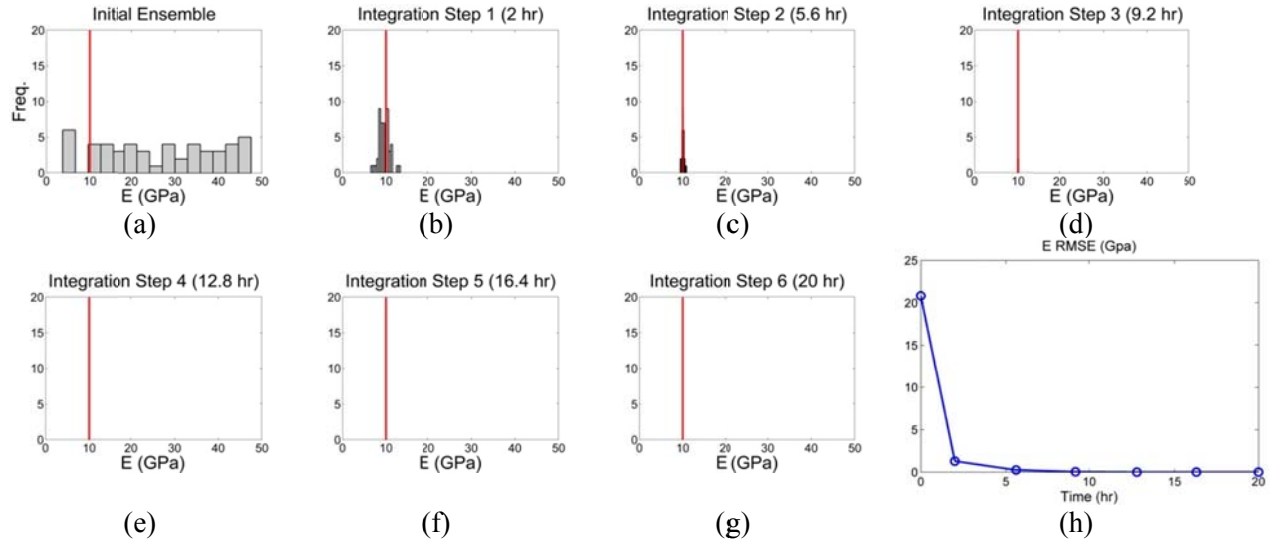 Initial Ensemble
Integration Step 1 (2 hr)
Integration Step 2 (5.6 hr)
Integration Step 3 (9.2 hr)
Freq.
20
15
10
5
0
0 10 20 30 40 50
E (GPa)
20
15
10
5
0
0 10 20 30 40 50
E (GPa)
20
15
10
5
0
0 10 20 30 40 50
E (GPa)
20
15
10
5
0
0 10 20 30 40 50
E (GPa)
(a)
(b)
(c)
(d)
Integration Step 4 (12.8 hr)
Integration Step 5 (16.4 hr)
Integration Step 6 (20 hr)
E RMSE (Gpa)
20
15
10
5
0
0 10 20 30 40 50
E (GPa)
20
15
10
5
0
0 10 20 30 40 50
E (GPa)
20
15
10
5
0
0 10 20 30 40 50
E (GPa)
25
20
15
10
5
0
0 5 10 15 20
Time (hr)
(e)
(f)
(g)
(h)